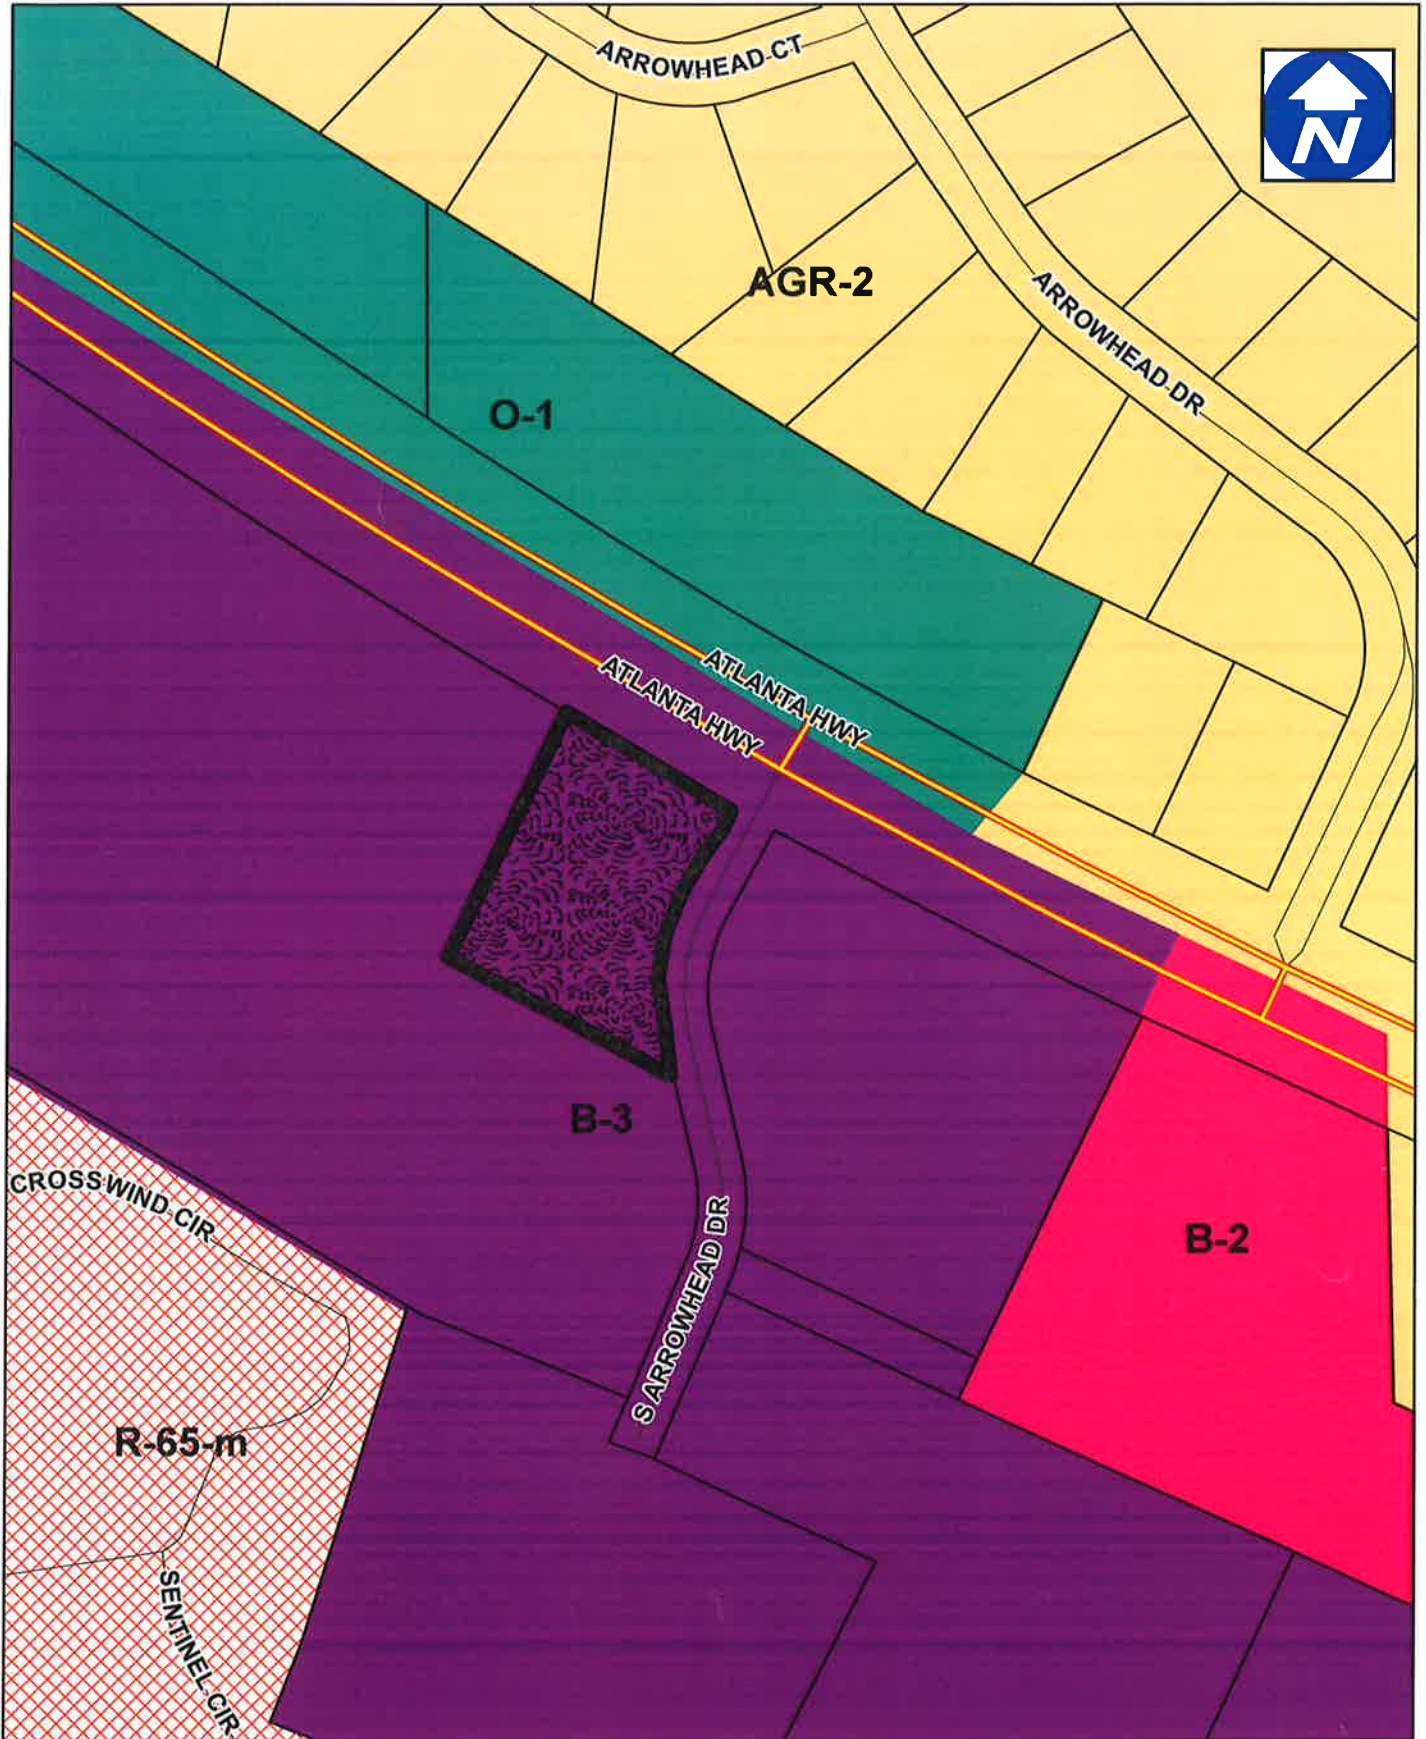 ARROWHEAD CT
N
AGR-2
ARROWHEAD DR
O-1
ATLANTA HWY
ATLANTA HWY
B-3
CROSSWIND CIR
S ARROWHEAD DR
B-2
R-65-m
SENTINEL CIR